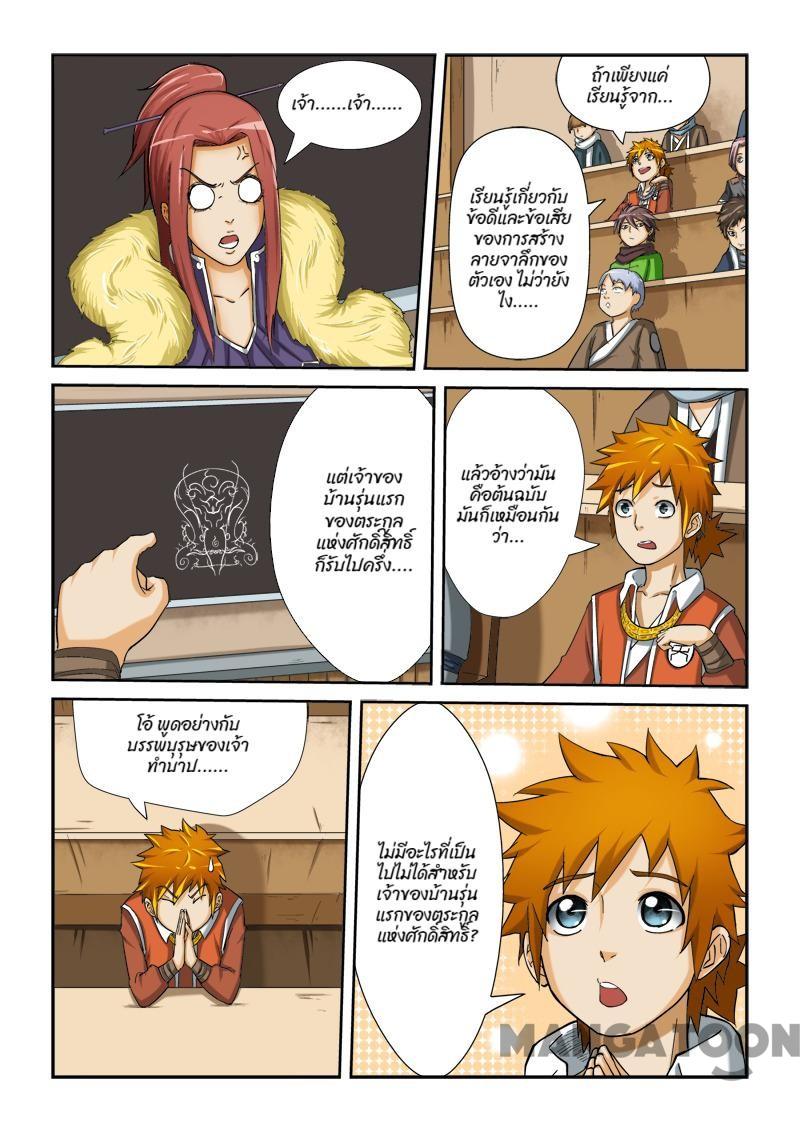 เจ้า......เจ้า......
ถ้าเพียงแค่
เรียนรู้จาก...
เรียนรู้เกี่ยวกับ
ข้อดีและข้อเสีย
ของการสร้าง
ลายจาลึกของ
ตัวเอง ไม่ว่ายัง
ไง.....
แต่เจ้าของ
บ้านรุ่นแรก
ของตระกูล
แห่งศักดิ์สิทธิ์
ก็รับไปครึ่ง....
แล้วอ้างว่ามัน
คือต้นฉบับ
มันก็เหมือนกัน
ว่า...
โอ้ พูดอย่างกับ
บรรพบุรุษของเจ้า
ทำบาป......
ไม่มีอะไรที่เป็น
ไปไม่ได้สำหรับ
เจ้าของบ้านรุ่น
แรกของตระกูล
แห่งศักดิ์สิทธิ์?
MANGATOON